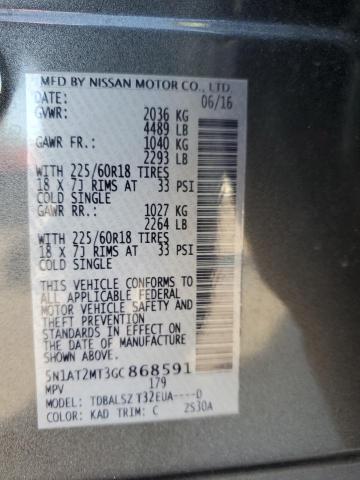 MFD BY NISSAN MOTOR CO., LTD.
DATE: 06/16
GVWR: 2036 KG
4489 LB
GAWR FR.: 1040 KG
2293 LB
WITH 225/60R18 TIRES
18 X 7J RIMS AT 33 PSI
COLD SINGLE
GAWR RR.: 1027 KG
2264 LB
WITH 225/60R18 TIRES
18 X 7J RIMS AT 33 PSI
COLD SINGLE
THIS VEHICLE CONFORMS TO
ALL APPLICABLE FEDERAL
MOTOR VEHICLE SAFETY AND
THEFT PREVENTION
STANDARDS IN EFFECT ON
THE DATE OF MANUFACTURE
SHOWN ABOVE.
5N1AT2MT3GC868591
MPV 179
MODEL: TDBALSZ T32EUA----D
COLOR: KAD TRIM: C 2S30A